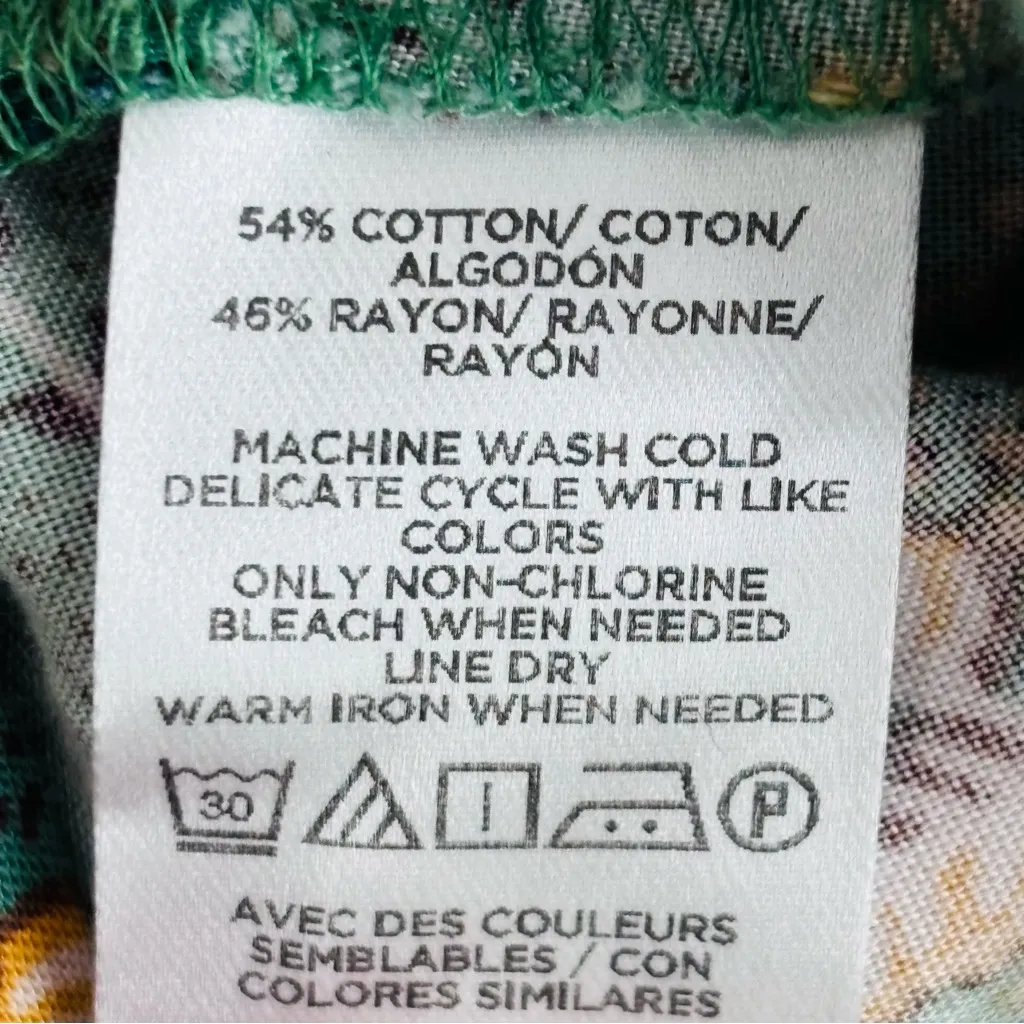 54% COTTON/ COTON/
ALGODÓN
46% RAYON/ RAYONNE/
RAYÓN
MACHINE WASH COLD
DELICATE CYCLE WITH LIKE
COLORS
ONLY NON-CHLORINE
BLEACH WHEN NEEDED
LINE DRY
WARM IRON WHEN NEEDED
30 P
AVEC DES COULEURS
SEMBLABLES / CON
COLORES SIMILARES